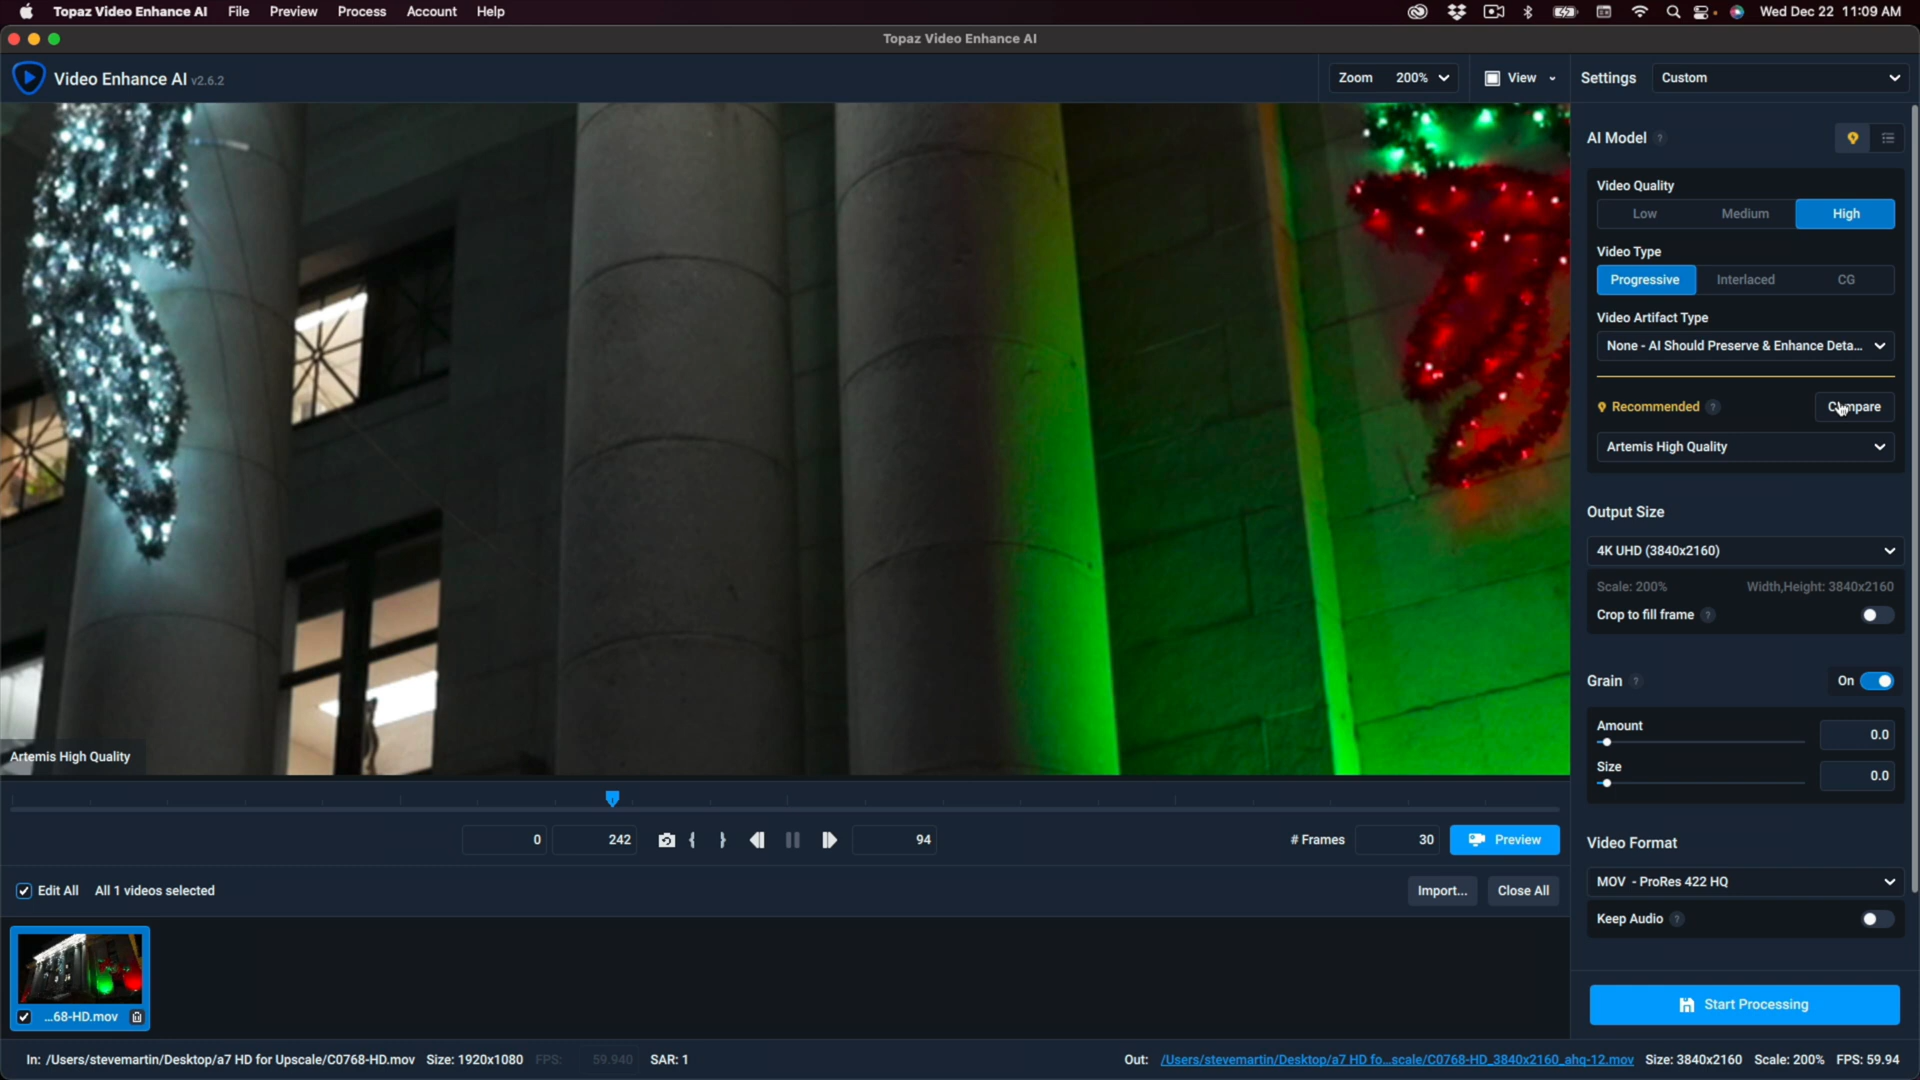 Topaz Video Enhance AI File Preview Process Account Help Wed Dec 22 11:09 AM
Topaz Video Enhance AI
Video Enhance AI v2.6.2 Zoom 200% View Settings Custom
AI Model ?
Video Quality
Low Medium High
Video Type
Progressive Interlaced CG
Video Artifact Type
None - AI Should Preserve & Enhance Deta...
Recommended ? Compare
Artemis High Quality
Output Size
4K UHD (3840x2160)
Scale: 200% Width,Height: 3840x2160
Crop to fill frame ?
Grain ? On
Amount 0.0
Size 0.0
Artemis High Quality
0 242 { } 94 # Frames 30 Preview
Video Format
MOV - ProRes 422 HQ
Keep Audio ?
Edit All All 1 videos selected Import... Close All
...68-HD.mov
Start Processing
In: /Users/stevemartin/Desktop/a7 HD for Upscale/C0768-HD.mov Size: 1920x1080 FPS: 59.940 SAR: 1 Out: /Users/stevemartin/Desktop/a7 HD fo...scale/C0768-HD_3840x2160_ahq-12.mov Size: 3840x2160 Scale: 200% FPS: 59.94